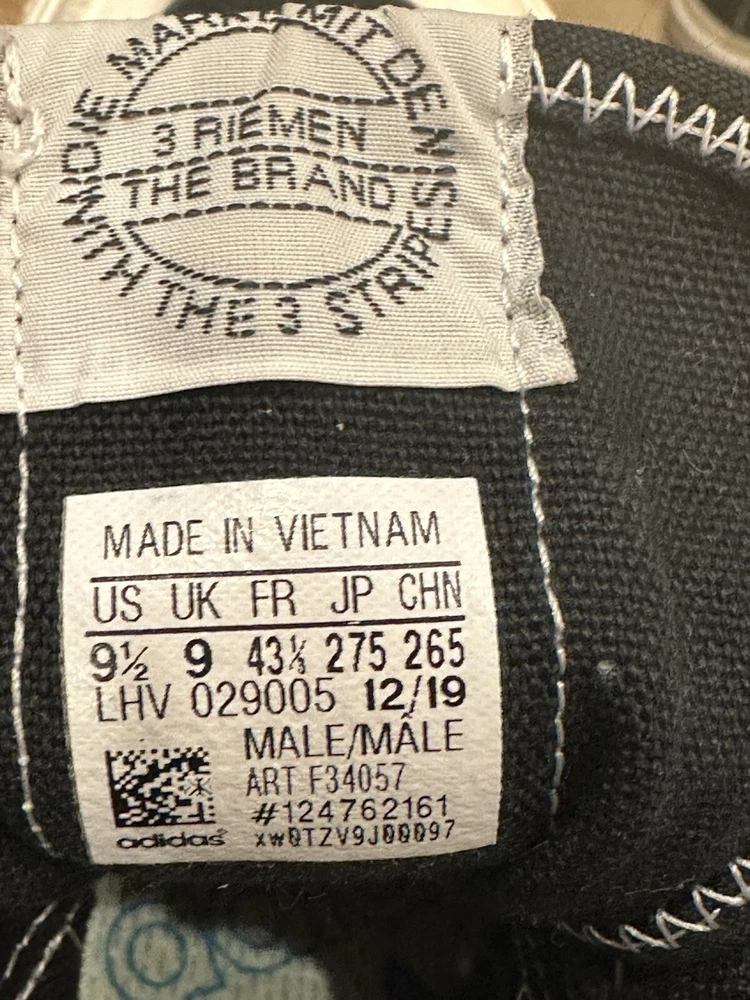 DIE MARKE MIT DEN
3 RIEMEN
THE BRAND
WITH THE 3 STRIPES
MADE IN VIETNAM
US UK FR JP CHN
9½ 9 43⅓ 275 265
LHV 029005 12/19
MALE/MÂLE
ART F34057
#124762161
adidas® xw0TZV9J00097